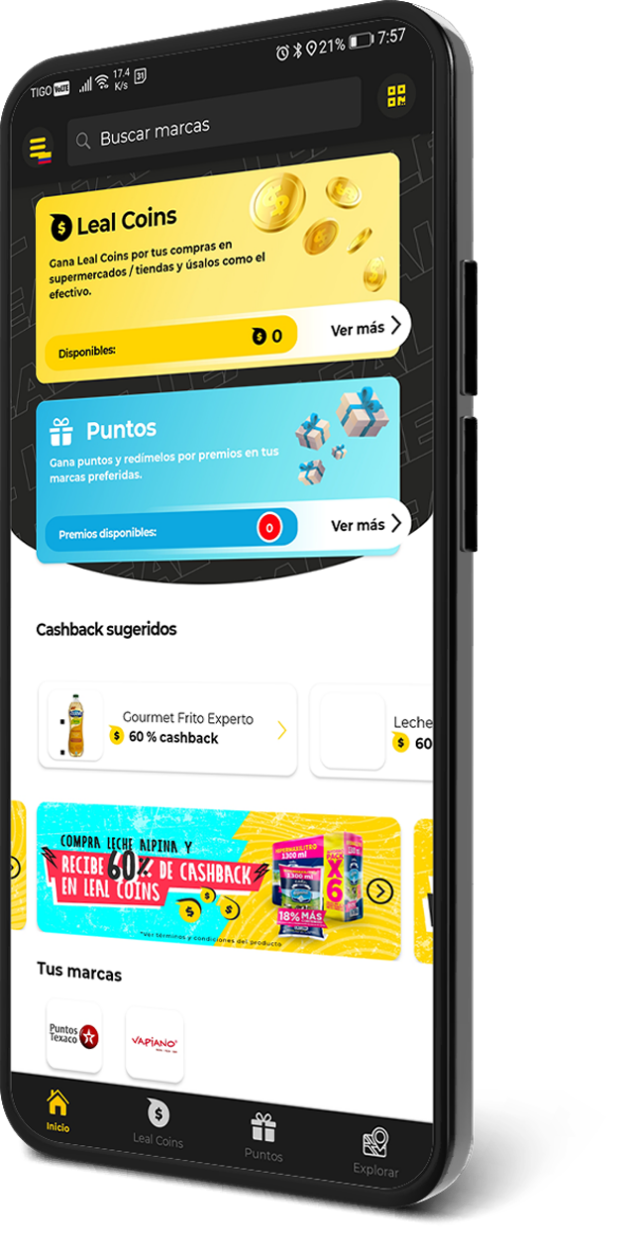 TIGO VoLTE 17.4 K/s 31 21% 7:57
Buscar marcas
Leal Coins
Gana Leal Coins por tus compras en
supermercados / tiendas y úsalos como el
efectivo.
Disponibles: 0 Ver más
Puntos
Gana puntos y redímelos por premios en tus
marcas preferidas.
Premios disponibles: 0 Ver más
Cashback sugeridos
Gourmet Frito Experto
60 % cashback
Leche
60
COMPRA LECHE ALPINA Y
RECIBE 60% DE CASHBACK
EN LEAL COINS
*Ver términos y condiciones del producto
1300 ml
PACK
X6
1300 ml
18% MÁS
Tus marcas
Puntos
Texaco
VAPIANO
Inicio
Leal Coins
Puntos
Explorar